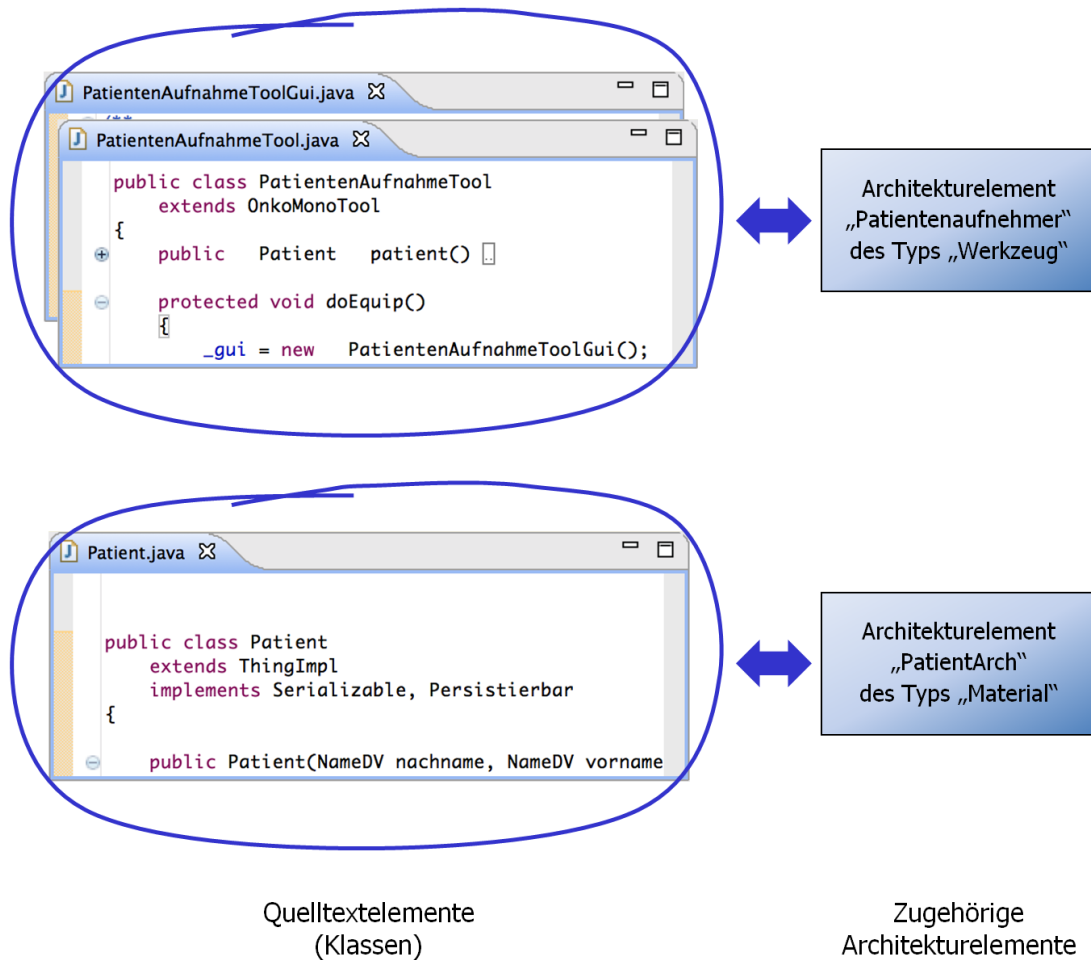 PatientenAufnahmeToolGui.java
/**
PatientenAufnahmeTool.java
public class PatientenAufnahmeTool
extends OnkoMonoTool
{
public Patient patient() ..
protected void doEquip()
{
_gui = new PatientenAufnahmeToolGui();
Architekturelement
„Patientenaufnehmer“
des Typs „Werkzeug“
Patient.java
public class Patient
extends ThingImpl
implements Serializable, Persistierbar
{
public Patient(NameDV nachname, NameDV vorname
Architekturelement
„PatientArch“
des Typs „Material“
Quelltextelemente
(Klassen)
Zugehörige
Architekturelemente